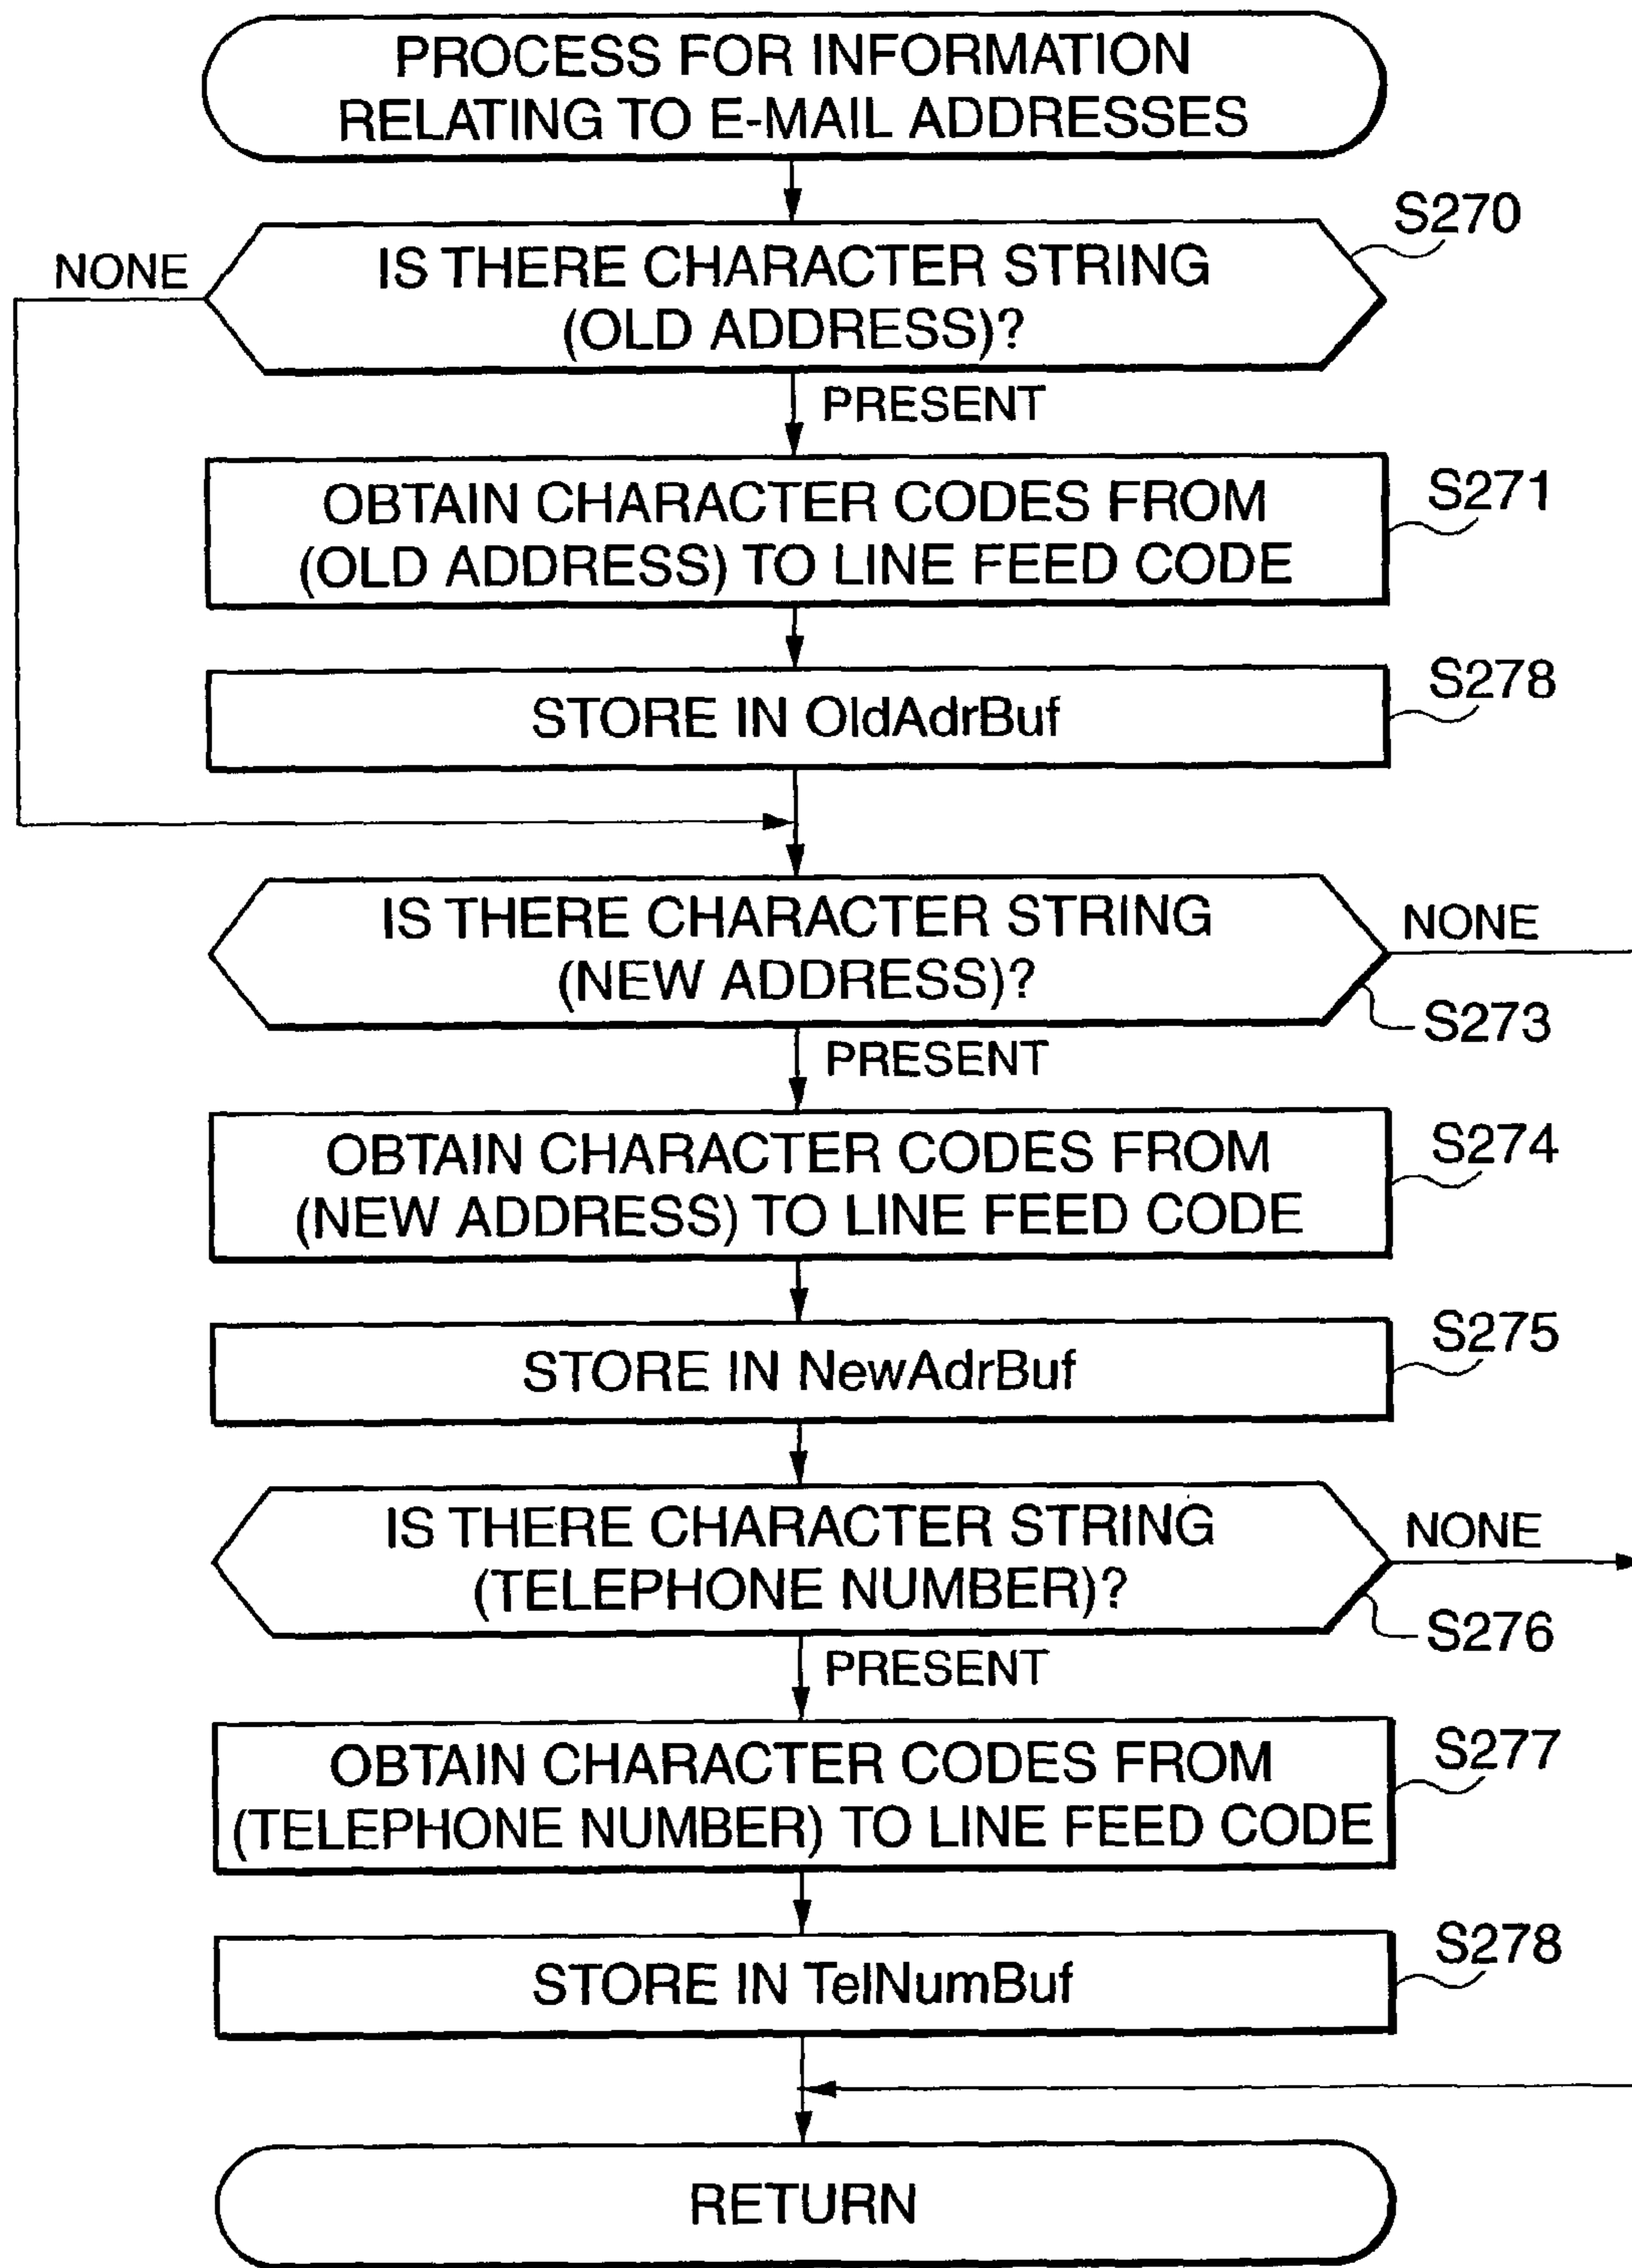 PROCESS FOR INFORMATION
RELATING TO E-MAIL ADDRESSES
S270
NONE
IS THERE CHARACTER STRING
(OLD ADDRESS)?
PRESENT
OBTAIN CHARACTER CODES FROM
(OLD ADDRESS) TO LINE FEED CODE
S271
STORE IN OldAdrBuf
S278
IS THERE CHARACTER STRING
(NEW ADDRESS)?
NONE
S273
PRESENT
OBTAIN CHARACTER CODES FROM
(NEW ADDRESS) TO LINE FEED CODE
S274
STORE IN NewAdrBuf
S275
IS THERE CHARACTER STRING
(TELEPHONE NUMBER)?
NONE
S276
PRESENT
OBTAIN CHARACTER CODES FROM
(TELEPHONE NUMBER) TO LINE FEED CODE
S277
STORE IN TelNumBuf
S278
RETURN